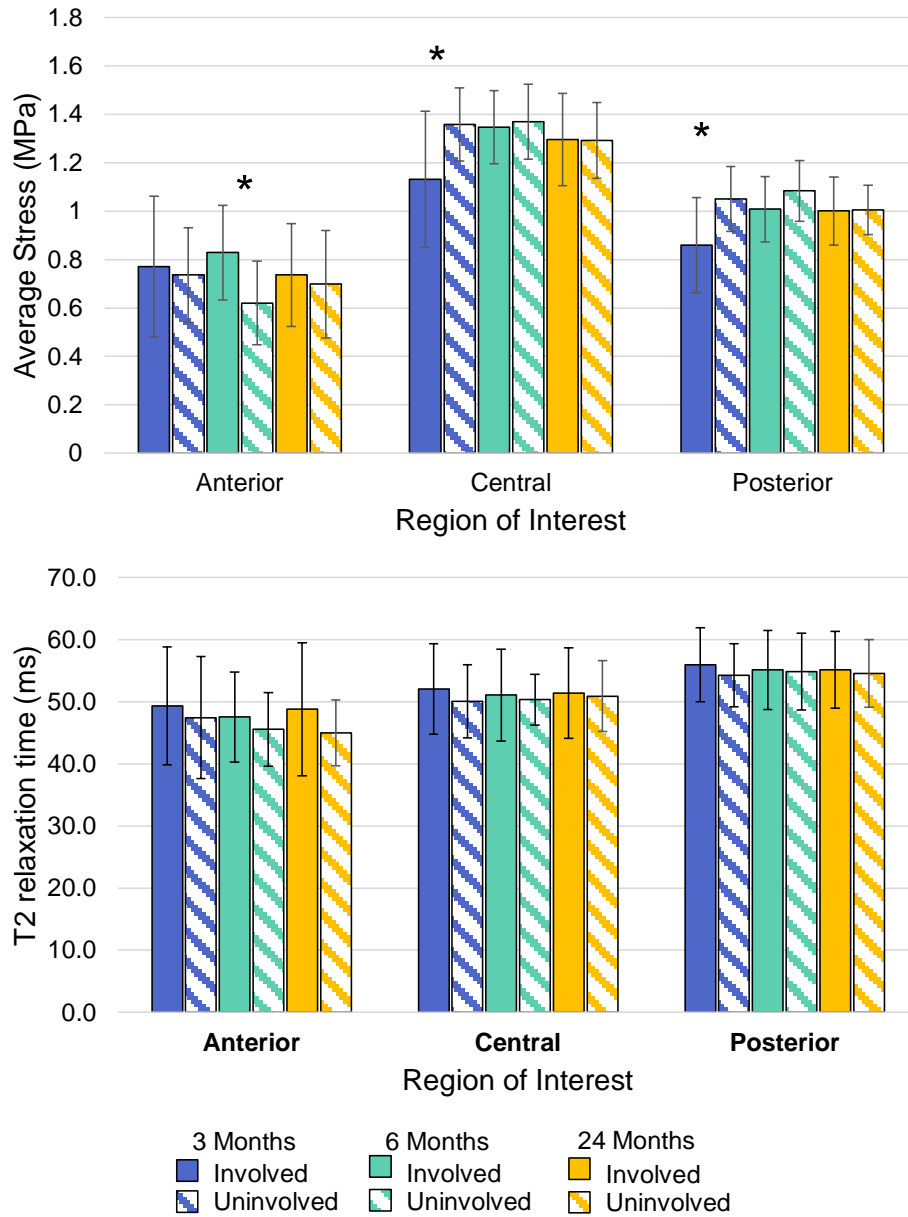 1.8
1.6
1.4
1.2
1
0.8
0.6
0.4
0.2
0
Average Stress (MPa)
*
*
*
Anterior Central Posterior
Region of Interest
70.0
60.0
50.0
40.0
30.0
20.0
10.0
0.0
T2 relaxation time (ms)
Anterior Central Posterior
Region of Interest
3 Months 6 Months 24 Months
Involved Involved Involved
Uninvolved Uninvolved Uninvolved